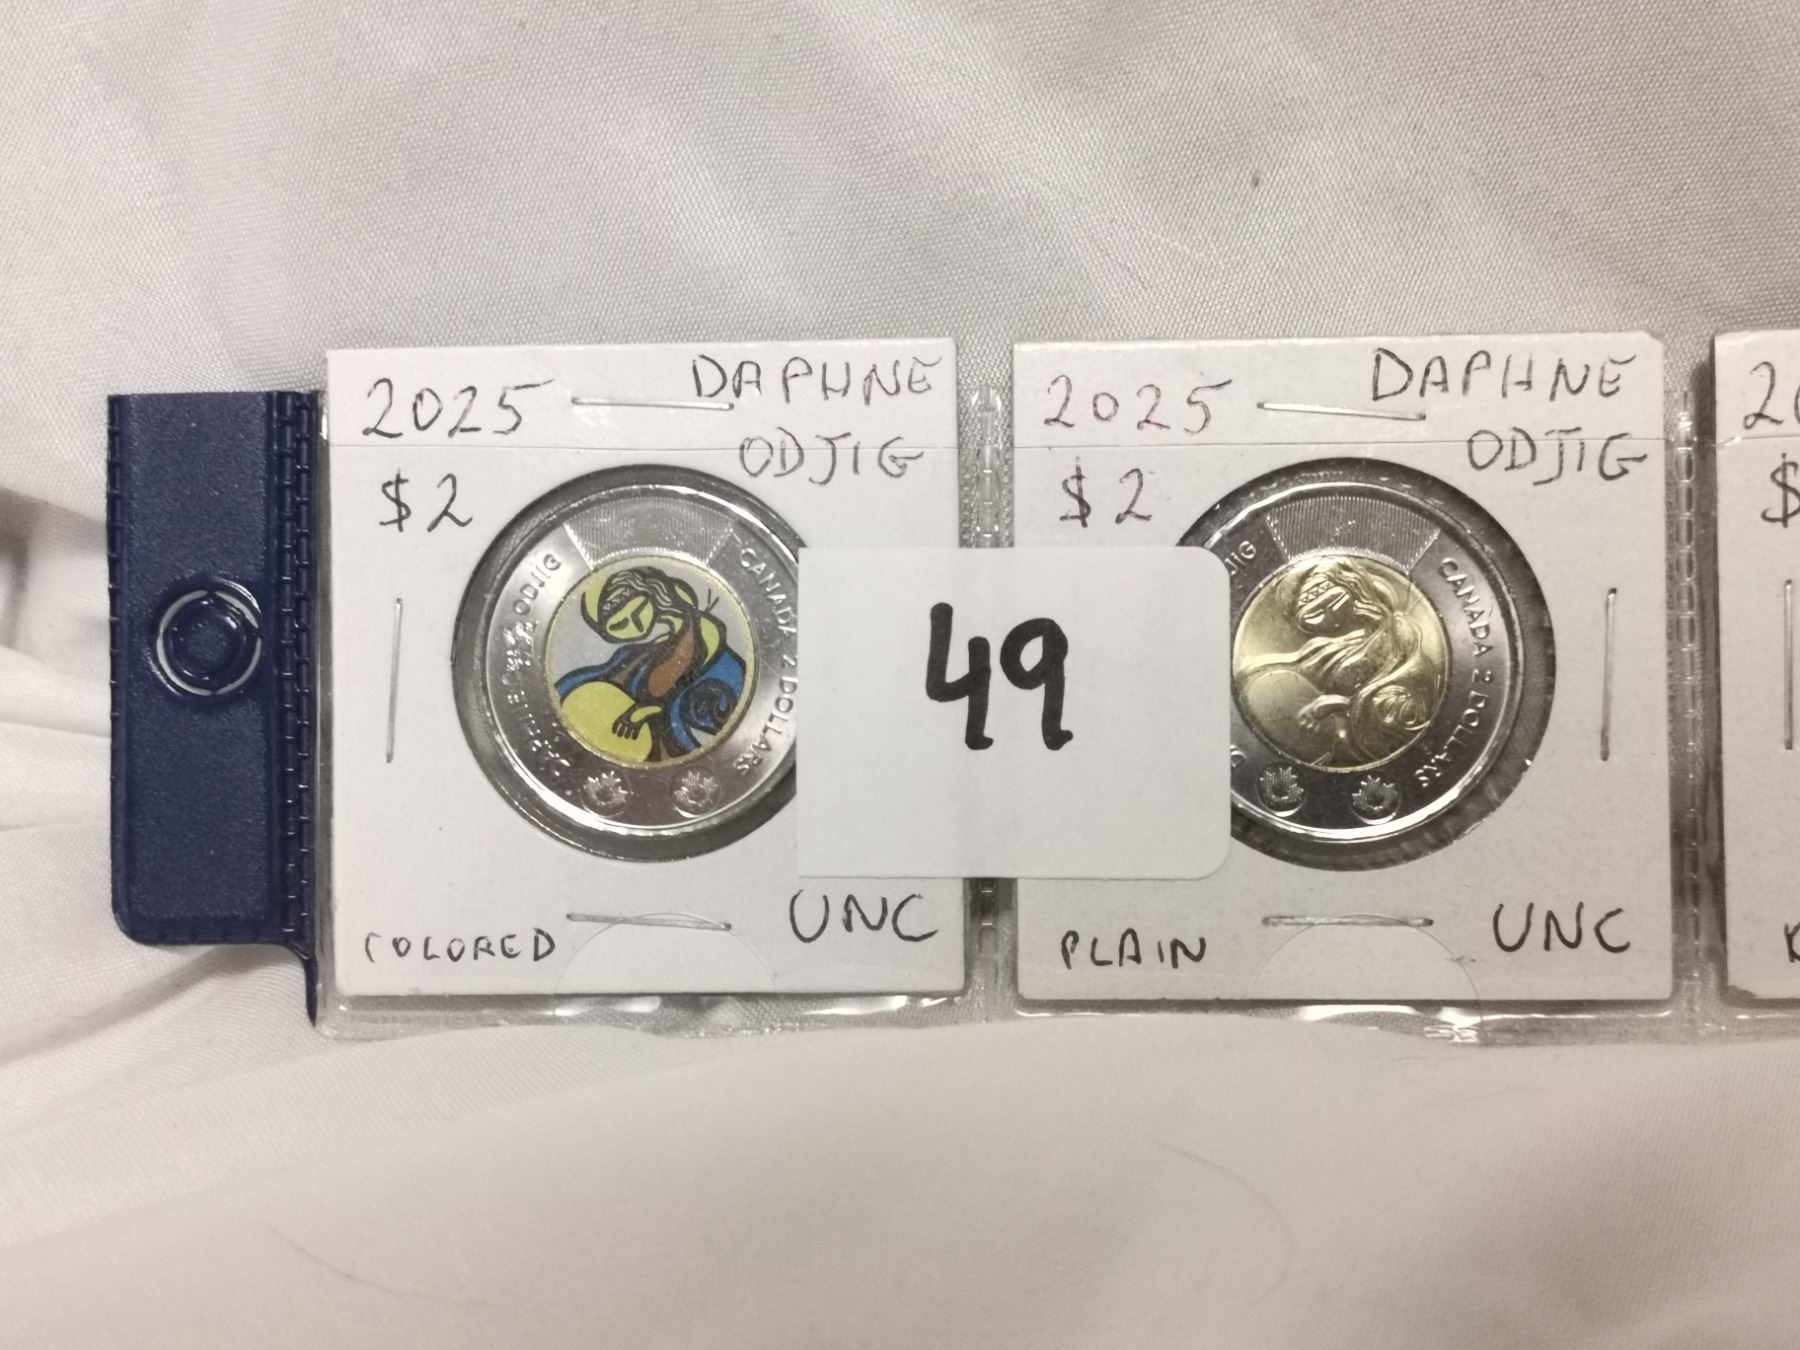 2025 DAPHNE
ODJIG
$2
ODJIG
CANADA 2 DOLLARS
COLORED
UNC
49
2025 DAPHNE
ODJIG
$2
CANADA 2 DOLLARS
PLAIN
UNC
$